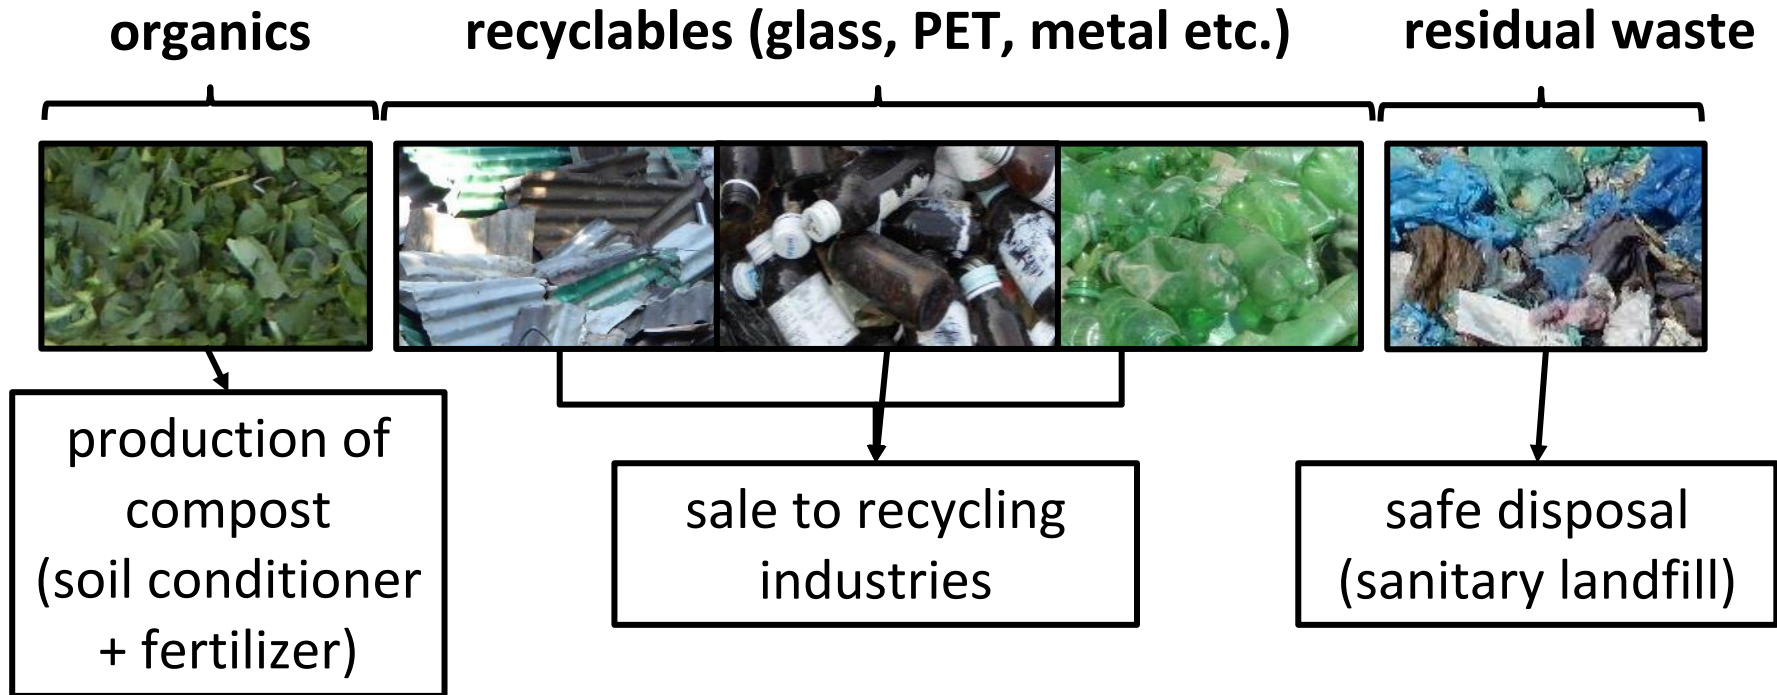 organics
recyclables (glass, PET, metal etc.)
residual waste
production of
compost
(soil conditioner
+ fertilizer)
sale to recycling
industries
safe disposal
(sanitary landfill)